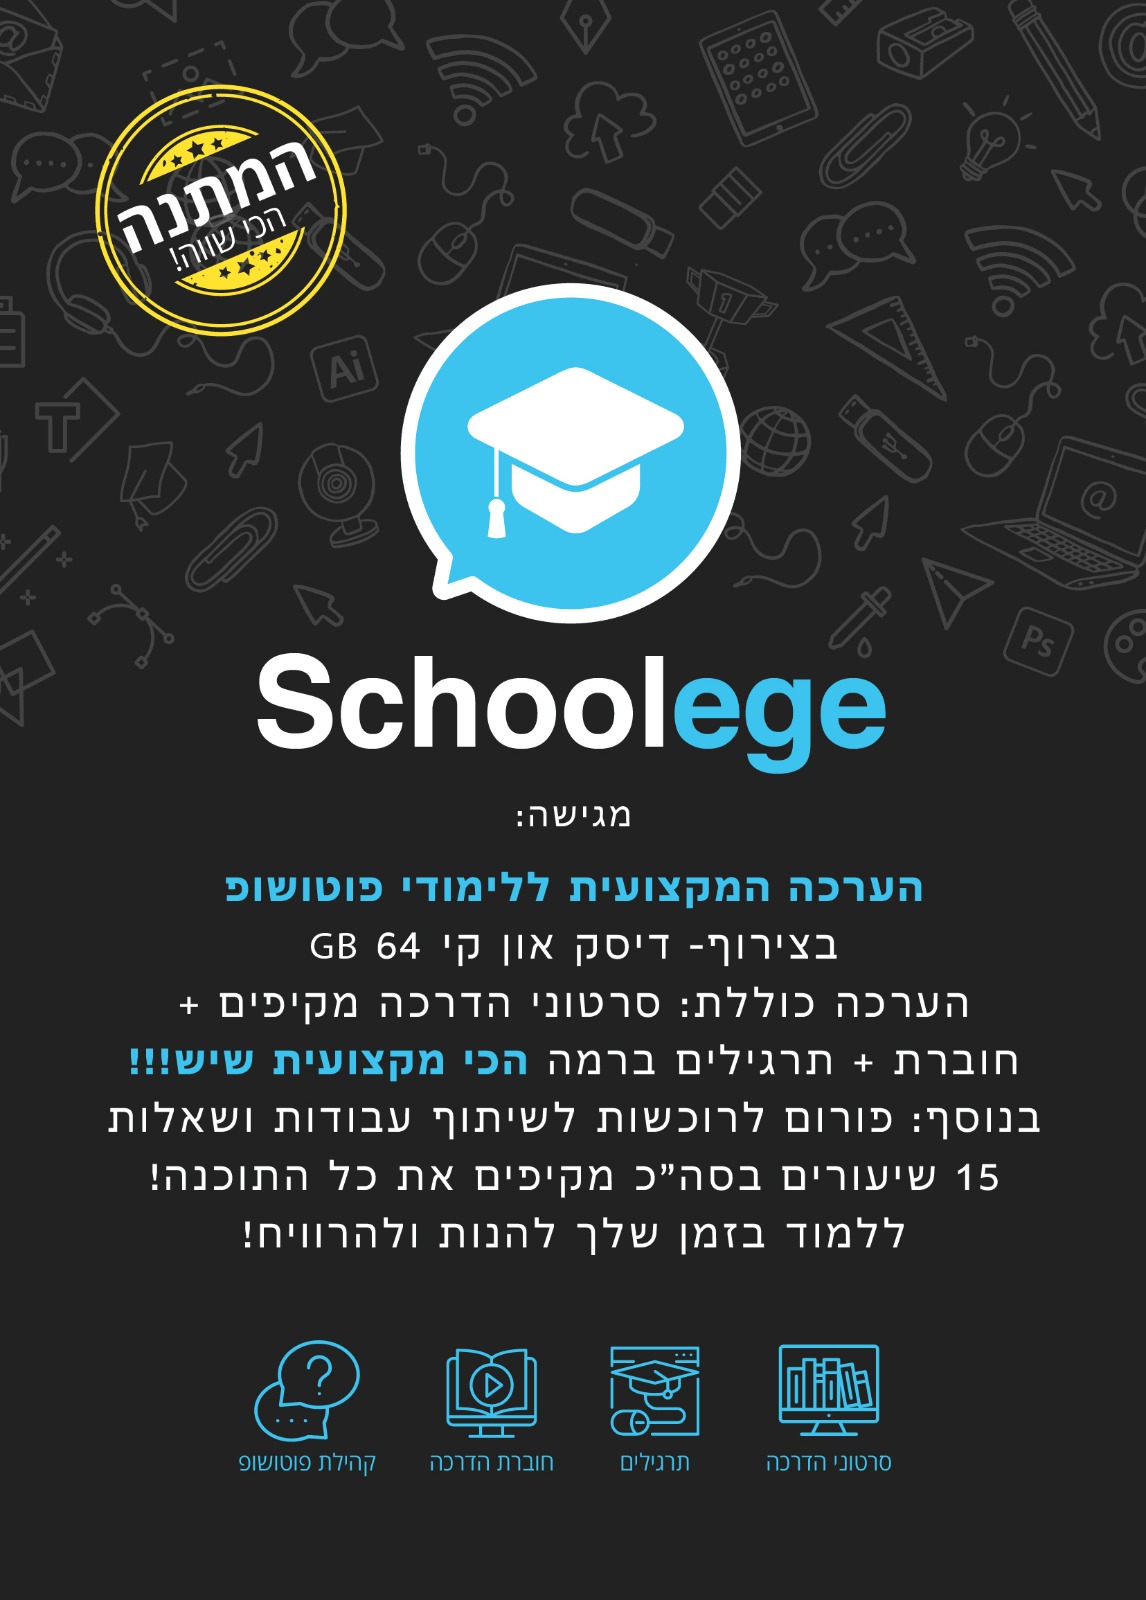 המתנה
הכי שווה!
Ai
Ps
Schoolege
מגישה:
הערכה המקצועית ללימודי פוטושופ
בצירוף- דיסק און קי 64 GB
הערכה כוללת: סרטוני הדרכה מקיפים +
חוברת + תרגילים ברמה הכי מקצועית שיש!!!
בנוסף: פורום לרוכשות לשיתוף עבודות ושאלות
15 שיעורים בסה"כ מקיפים את כל התוכנה!
ללמוד בזמן שלך להנות ולהרוויח!
סרטוני הדרכה
תרגילים
חוברת הדרכה
קהילת פוטושופ